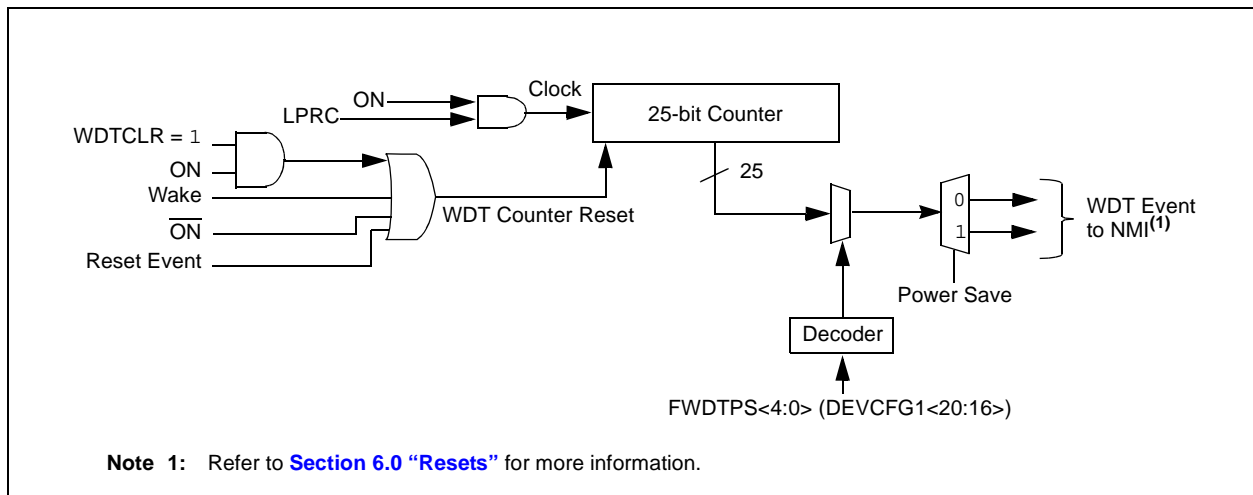 ON
LPRC
Clock
25-bit Counter
WDTCLR = 1
ON
Wake
ON
Reset Event
WDT Counter Reset
25
0
1
WDT Event
to NMI(1)
Power Save
Decoder
FWDTPS<4:0> (DEVCFG1<20:16>)
Note 1: Refer to Section 6.0 “Resets” for more information.